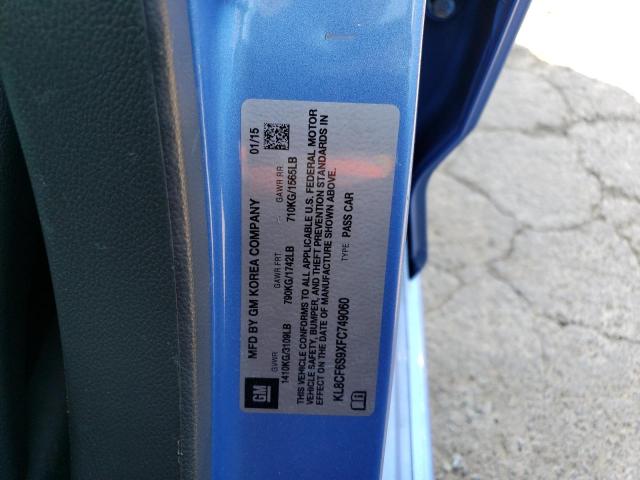 GM
MFD BY GM KOREA COMPANY
01/15
GVWR
GAWR FRT
GAWR RR
1410KG/3109LB
790KG/1742LB
710KG/1565LB
THIS VEHICLE CONFORMS TO ALL APPLICABLE U.S. FEDERAL MOTOR
VEHICLE SAFETY, BUMPER, AND THEFT PREVENTION STANDARDS IN
EFFECT ON THE DATE OF MANUFACTURE SHOWN ABOVE.
KL8CF6S9XFC749060
TYPE
PASS CAR